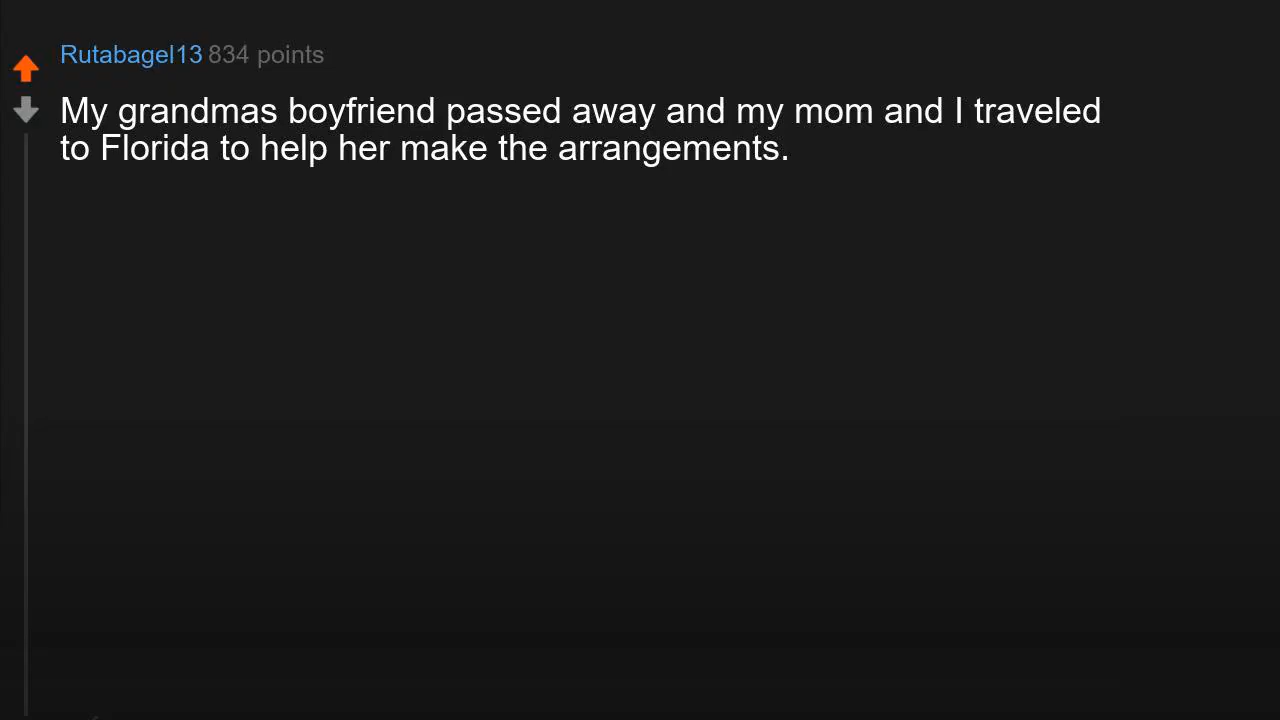 Rutabagel13 834 points
My grandmas boyfriend passed away and my mom and I traveled
to Florida to help her make the arrangements.